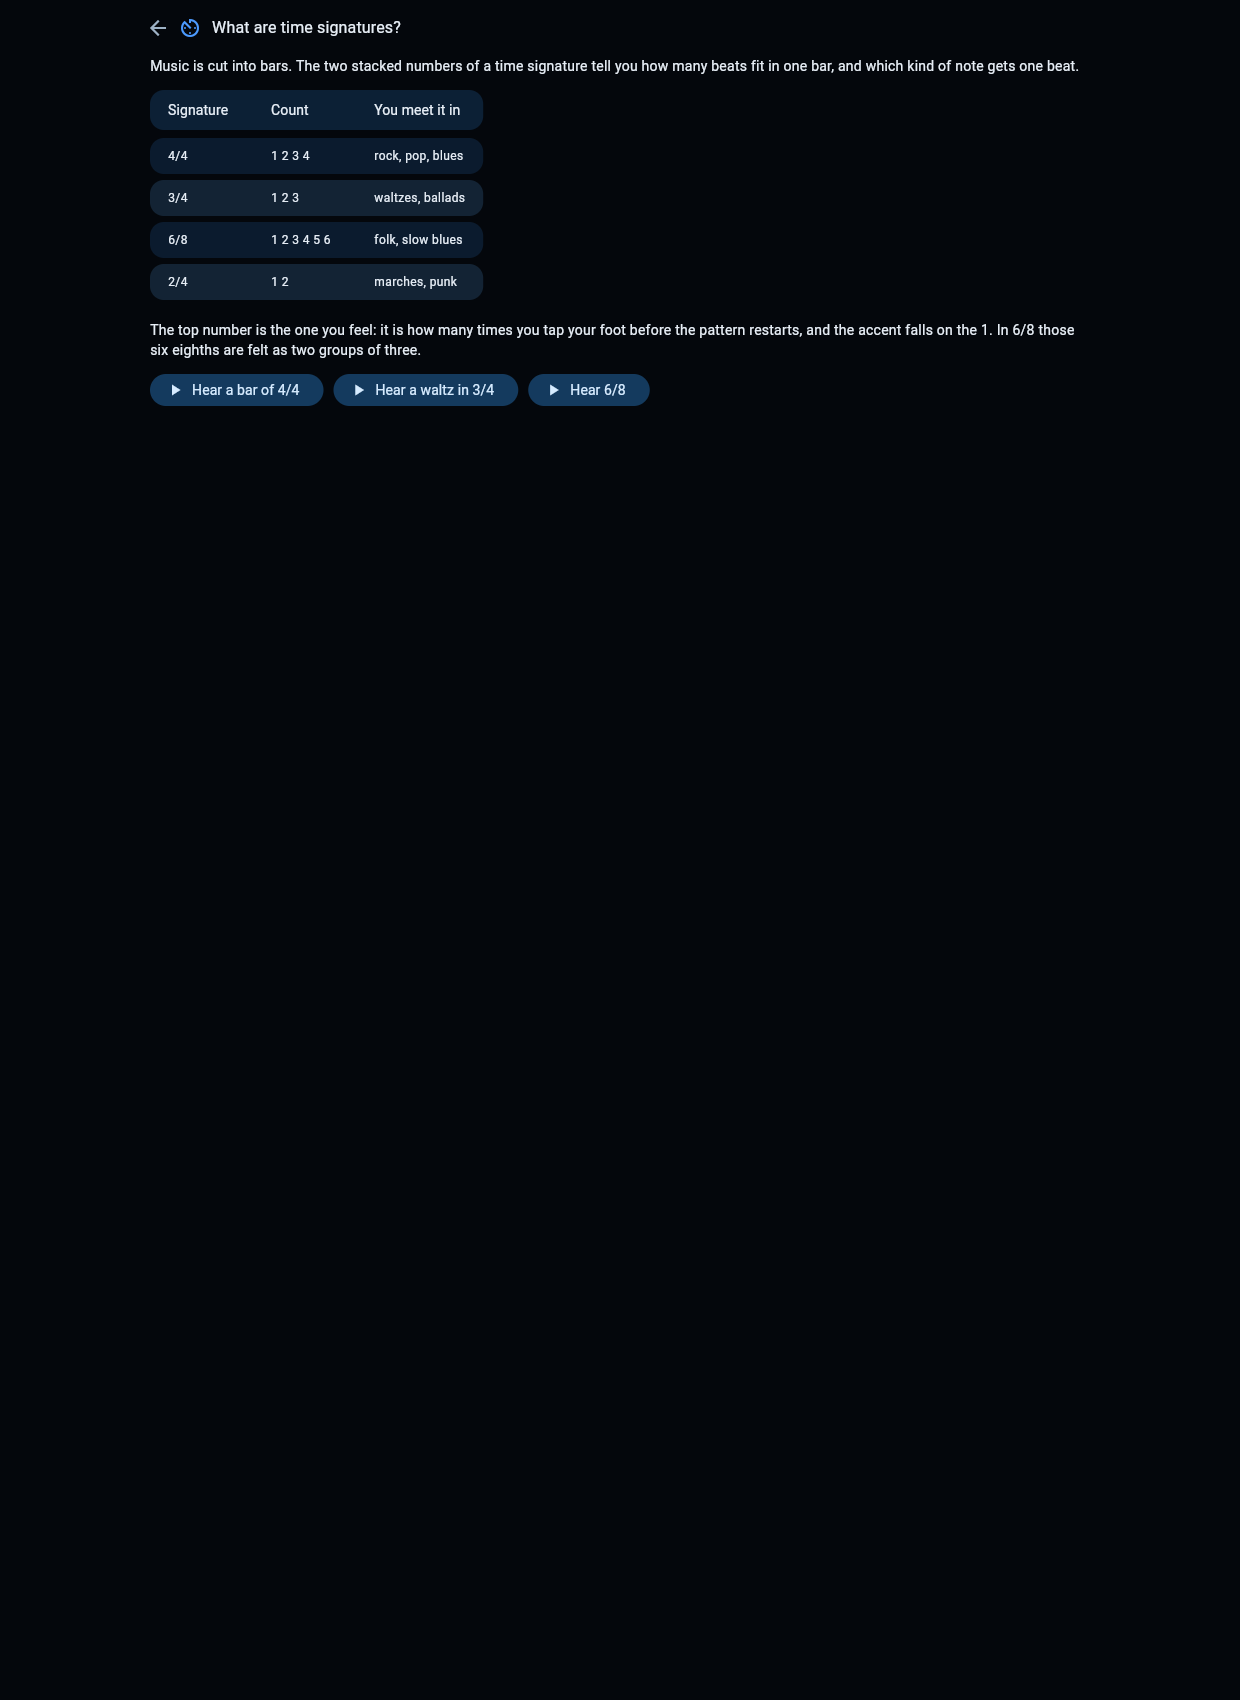 What are time signatures?
Music is cut into bars. The two stacked numbers of a time signature tell you how many beats fit in one bar, and which kind of note gets one beat.
Signature Count You meet it in
4/4 1 2 3 4 rock, pop, blues
3/4 1 2 3 waltzes, ballads
6/8 1 2 3 4 5 6 folk, slow blues
2/4 1 2 marches, punk
The top number is the one you feel: it is how many times you tap your foot before the pattern restarts, and the accent falls on the 1. In 6/8 those
six eighths are felt as two groups of three.
Hear a bar of 4/4 Hear a waltz in 3/4 Hear 6/8